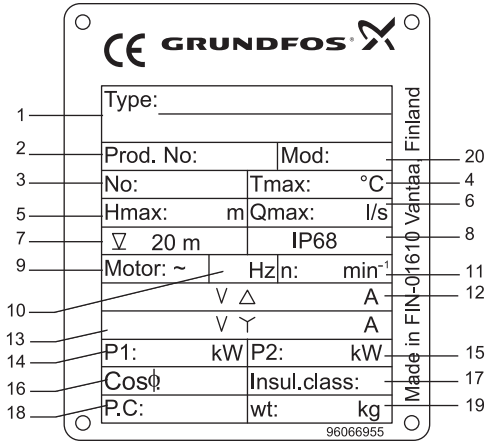 CE GRUNDFOS
1 Type:
2 Prod. No: Mod: 20
3 No: Tmax: °C 4
5 Hmax: m Qmax: l/s 6
7 ∇ 20 m IP68 8
9 Motor: ~ Hz n: min⁻¹ 11
10 V △ A 12
13 V Y A
14 P1: kW P2: kW 15
16 Cosϕ Insul.class: 17
18 P.C: wt: kg 19
96066955
Made in FIN-01610 Vantaa, Finland